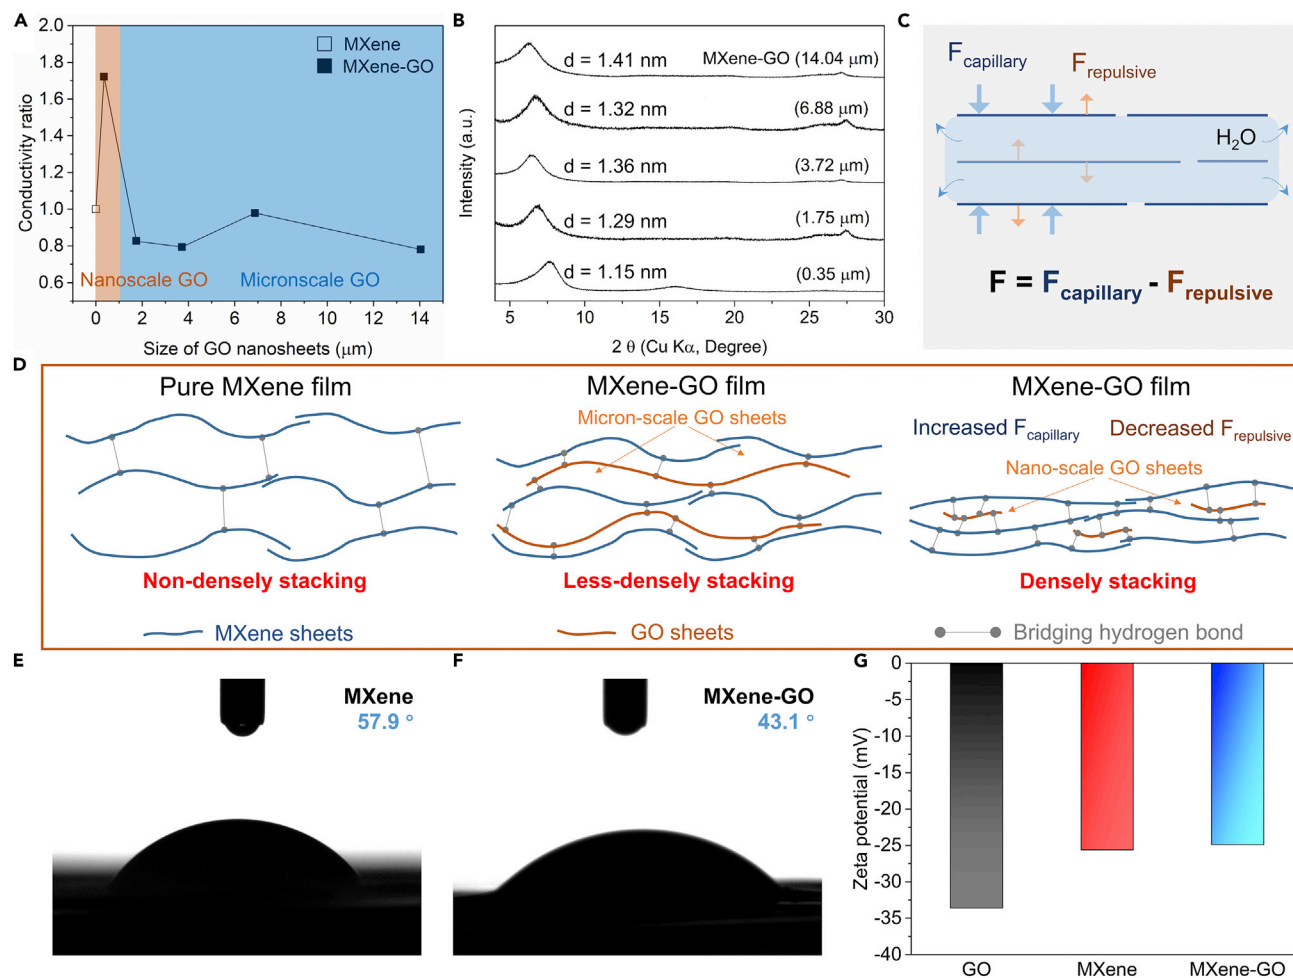 A
2.0
1.8
1.6
1.4
1.2
1.0
0.8
0.6
Conductivity ratio
MXene
MXene-GO
Nanoscale GO
Micronscale GO
0 2 4 6 8 10 12 14
Size of GO nanosheets (μm)
B
Intensity (a.u.)
d = 1.41 nm MXene-GO (14.04 μm)
d = 1.32 nm (6.88 μm)
d = 1.36 nm (3.72 μm)
d = 1.29 nm (1.75 μm)
d = 1.15 nm (0.35 μm)
5 10 15 20 25 30
2 θ (Cu Kα, Degree)
C
Fcapillary
Frepulsive
H2O
F = Fcapillary - Frepulsive
D
Pure MXene film
Non-densely stacking
MXene-GO film
Micron-scale GO sheets
Less-densely stacking
MXene-GO film
Increased Fcapillary Decreased Frepulsive
Nano-scale GO sheets
Densely stacking
MXene sheets
GO sheets
Bridging hydrogen bond
E
MXene
57.9 °
F
MXene-GO
43.1 °
G
0
-5
-10
-15
-20
-25
-30
-35
-40
Zeta potential (mV)
GO MXene MXene-GO